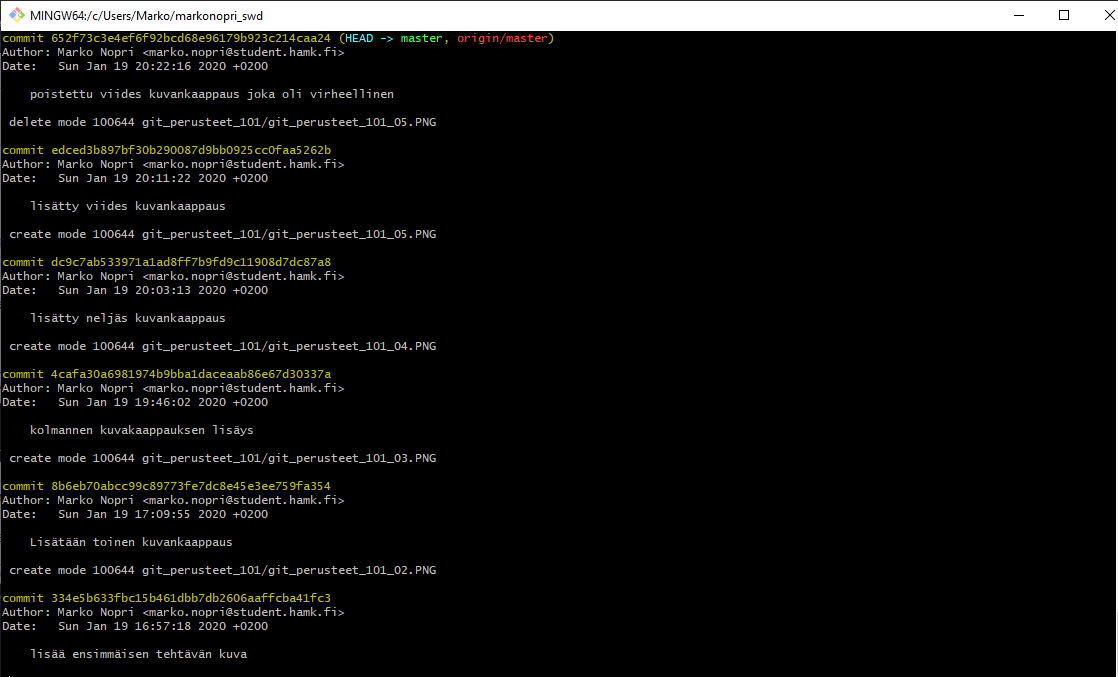 MINGW64:/c/Users/Marko/markonopri_swd
commit 652f73c3e4ef6f92bcd68e96179b923c214caa24 (HEAD -> master, origin/master)
Author: Marko Nopri <marko.nopri@student.hamk.fi>
Date:   Sun Jan 19 20:22:16 2020 +0200
poistettu viides kuvankaappaus joka oli virheellinen
delete mode 100644 git_perusteet_101/git_perusteet_101_05.PNG
commit edced3b897bf30b290087d9bb0925cc0faa5262b
Author: Marko Nopri <marko.nopri@student.hamk.fi>
Date:   Sun Jan 19 20:11:22 2020 +0200
lisätty viides kuvankaappaus
create mode 100644 git_perusteet_101/git_perusteet_101_05.PNG
commit dc9c7ab533971a1ad8ff7b9fd9c11908d7dc87a8
Author: Marko Nopri <marko.nopri@student.hamk.fi>
Date:   Sun Jan 19 20:03:13 2020 +0200
lisätty neljäs kuvankaappaus
create mode 100644 git_perusteet_101/git_perusteet_101_04.PNG
commit 4cafa30a6981974b9bba1daceaab86e67d30337a
Author: Marko Nopri <marko.nopri@student.hamk.fi>
Date:   Sun Jan 19 19:46:02 2020 +0200
kolmannen kuvakaappauksen lisäys
create mode 100644 git_perusteet_101/git_perusteet_101_03.PNG
commit 8b6eb70abcc99c89773fe7dc8e45e3ee759fa354
Author: Marko Nopri <marko.nopri@student.hamk.fi>
Date:   Sun Jan 19 17:09:55 2020 +0200
Lisätään toinen kuvankaappaus
create mode 100644 git_perusteet_101/git_perusteet_101_02.PNG
commit 334e5b633fbc15b461dbb7db2606aaffcba41fc3
Author: Marko Nopri <marko.nopri@student.hamk.fi>
Date:   Sun Jan 19 16:57:18 2020 +0200
lisää ensimmäisen tehtävän kuva